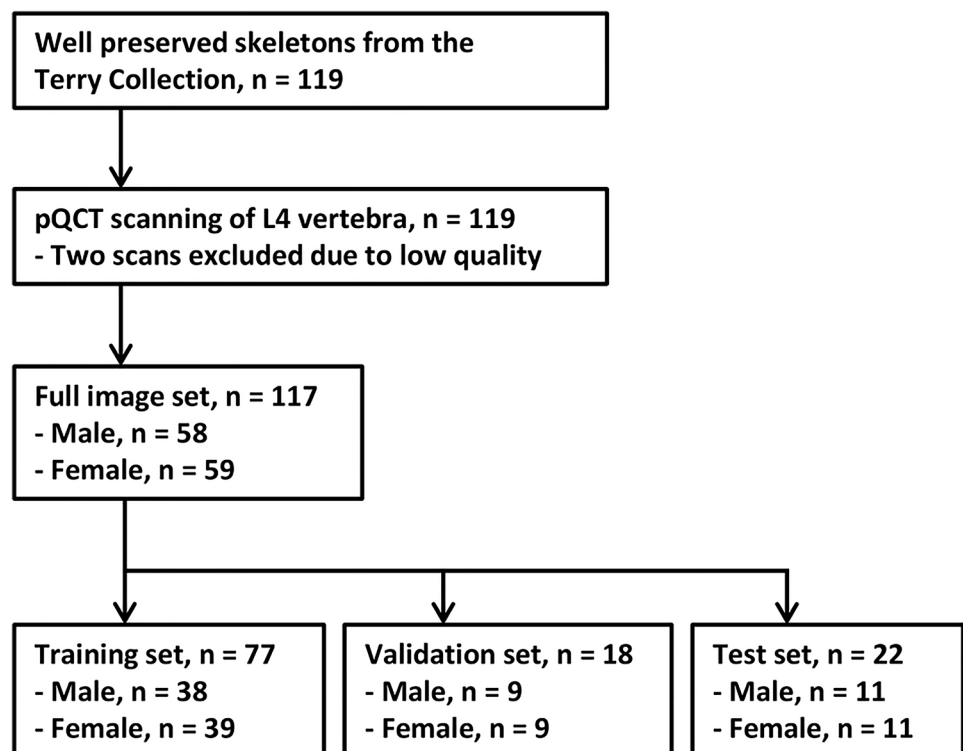 Well preserved skeletons from the
Terry Collection, n = 119
pQCT scanning of L4 vertebra, n = 119
- Two scans excluded due to low quality
Full image set, n = 117
- Male, n = 58
- Female, n = 59
Training set, n = 77
- Male, n = 38
- Female, n = 39
Validation set, n = 18
- Male, n = 9
- Female, n = 9
Test set, n = 22
- Male, n = 11
- Female, n = 11